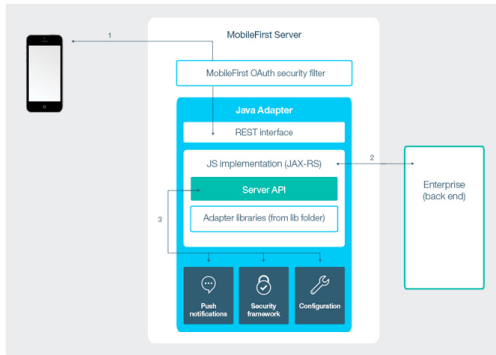 1
MobileFirst Server
MobileFirst OAuth security filter
Java Adapter
REST interface
JS implementation (JAX-RS)
2
Server API
Enterprise
(back end)
3
Adapter libraries (from lib folder)
Push
notifications
Security
framework
Configuration